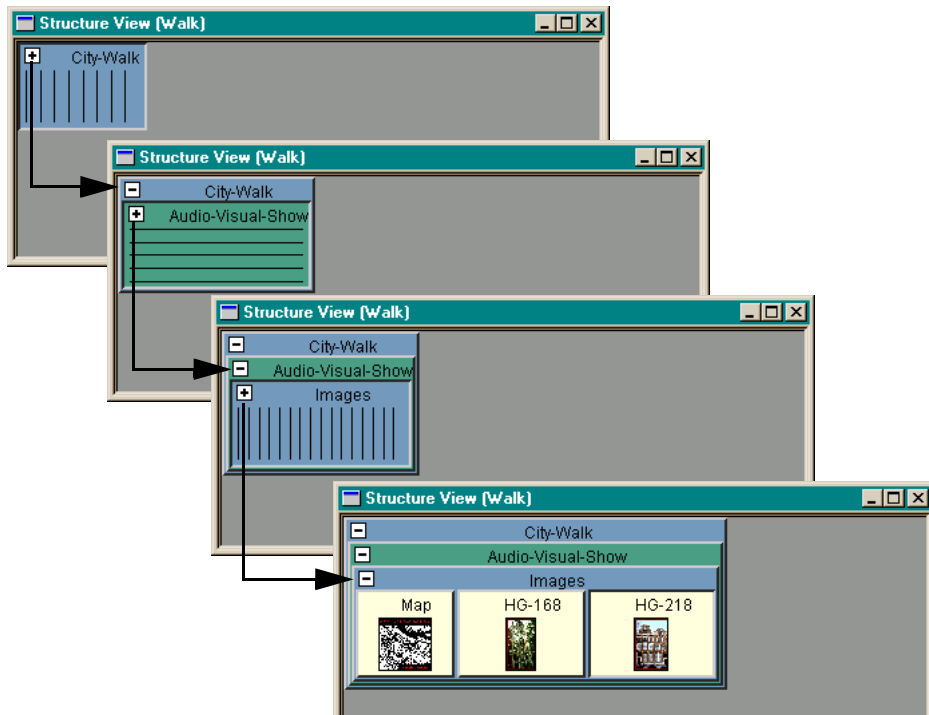 Structure View (Walk)
City-Walk
Structure View (Walk)
City-Walk
Audio-Visual-Show
Structure View (Walk)
City-Walk
Audio-Visual-Show
Images
Structure View (Walk)
City-Walk
Audio-Visual-Show
Images
Map HG-168 HG-218